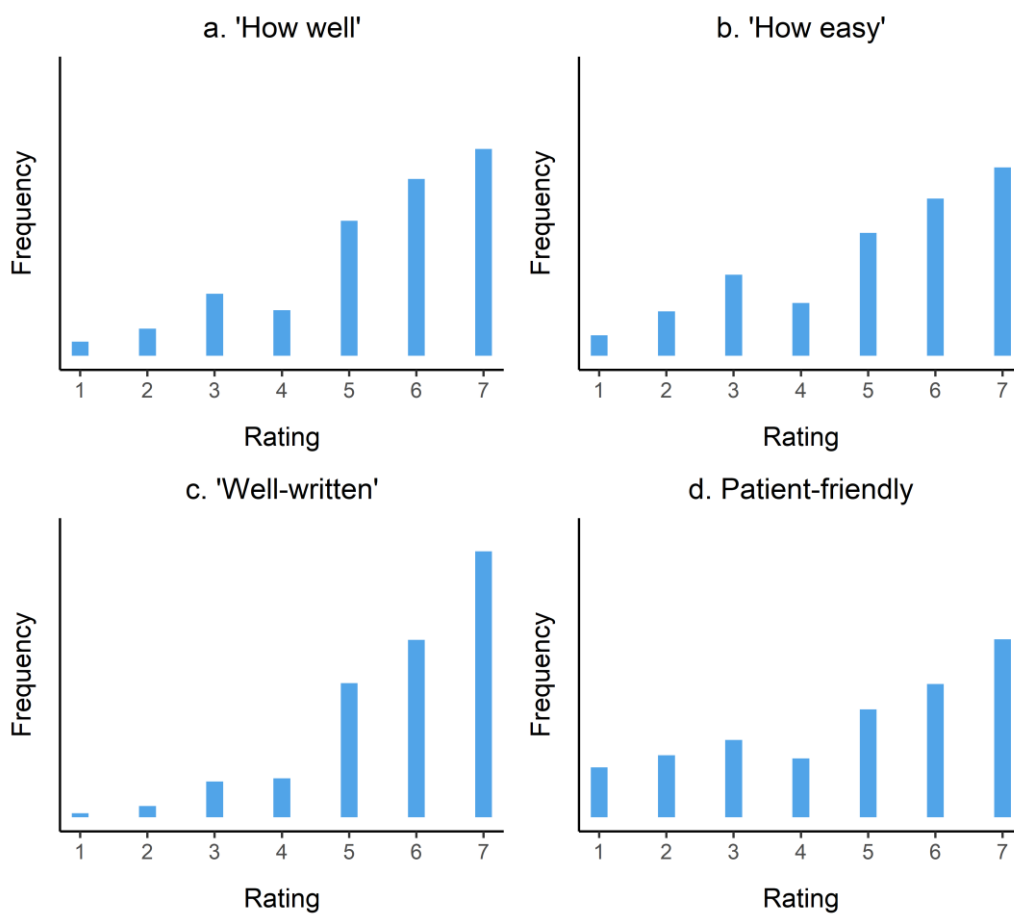 a. 'How well'
Frequency
1 2 3 4 5 6 7
Rating
b. 'How easy'
Frequency
1 2 3 4 5 6 7
Rating
c. 'Well-written'
Frequency
1 2 3 4 5 6 7
Rating
d. Patient-friendly
Frequency
1 2 3 4 5 6 7
Rating